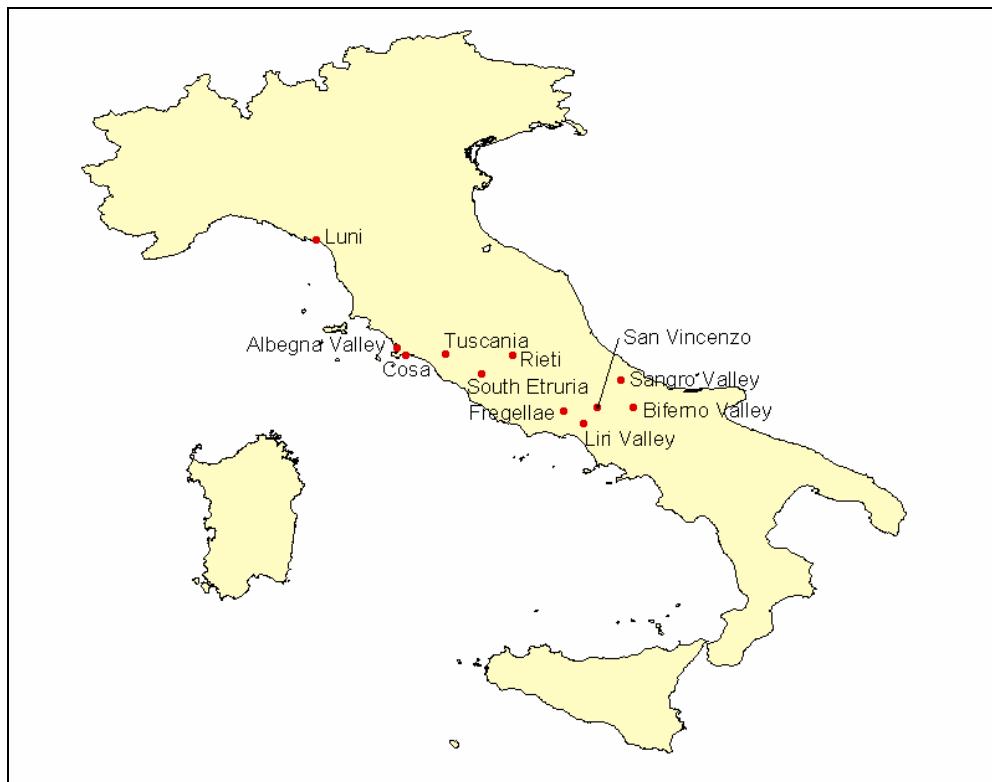 Luni
San Vincenzo
Albegna Valley
Tuscania
Cosa
Rieti
South Etruria
Sangro Valley
Fregellae
Biferno Valley
Liri Valley